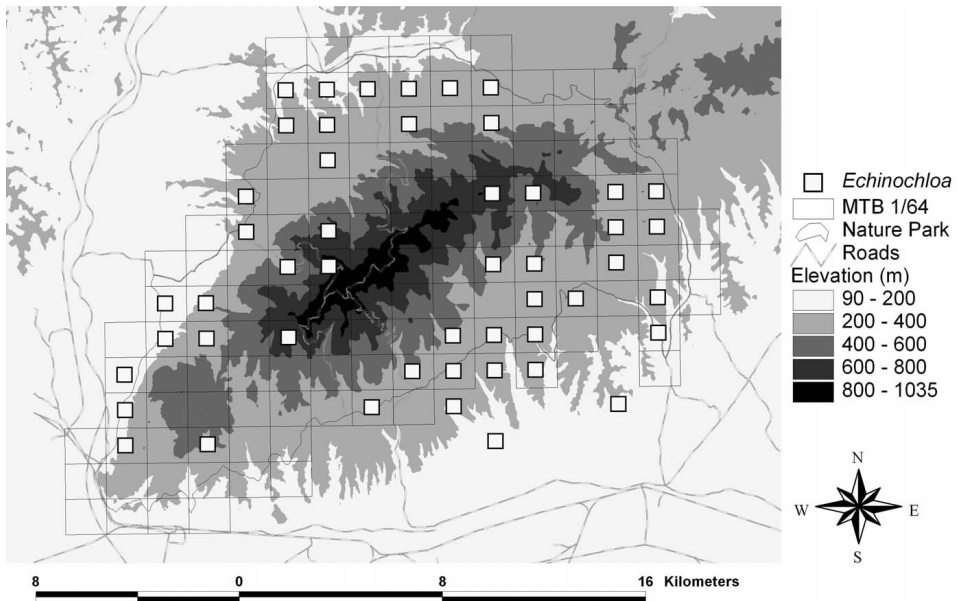 Echinochloa
MTB 1/64
Nature Park
Roads
Elevation (m)
90 - 200
200 - 400
400 - 600
600 - 800
800 - 1035
N
W E
S
8 0 8 16 Kilometers